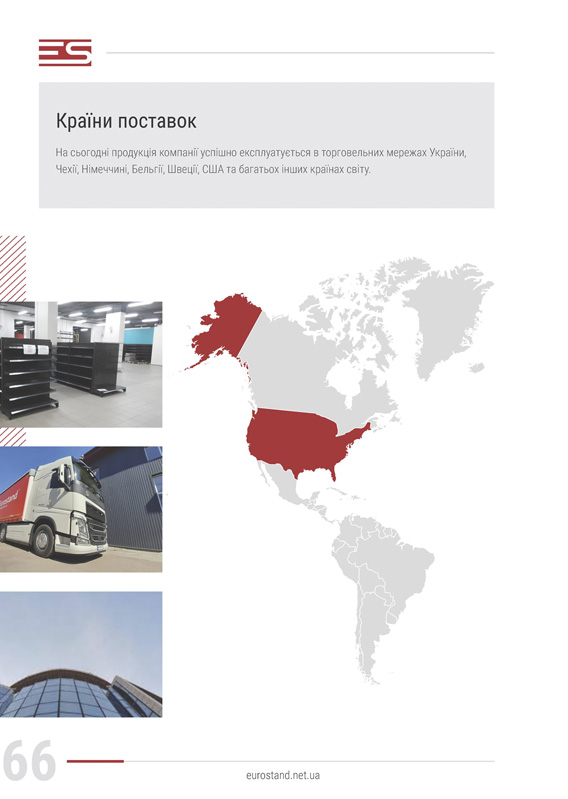 ES
Країни поставок
На сьогодні продукція компанії успішно експлуатується в торговельних мережах України,
Чехії, Німеччині, Бельгії, Швеції, США та багатьох інших країнах світу.
66
eurostand.net.ua